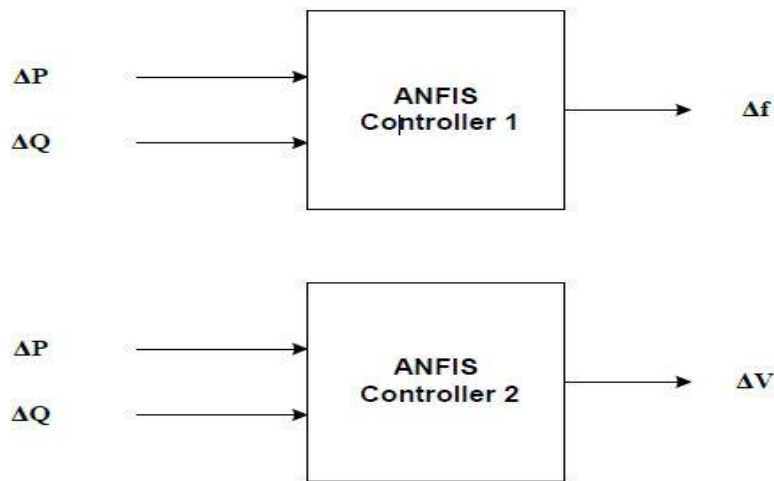 ΔP
ΔQ
ANFIS
Controller 1
Δf
ΔP
ΔQ
ANFIS
Controller 2
ΔV